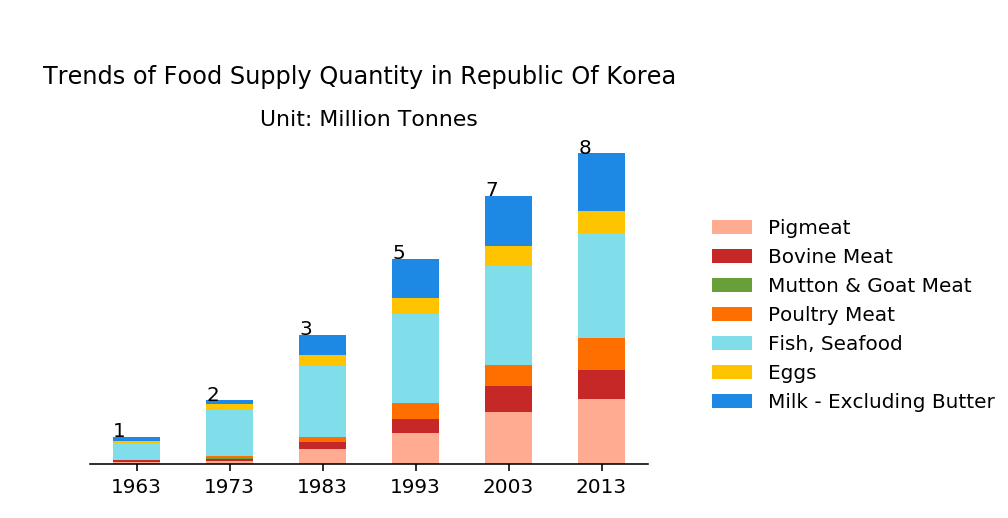 Trends of Food Supply Quantity in Republic Of Korea
Unit: Million Tonnes
1
2
3
5
7
8
1963
1973
1983
1993
2003
2013
Pigmeat
Bovine Meat
Mutton & Goat Meat
Poultry Meat
Fish, Seafood
Eggs
Milk - Excluding Butter